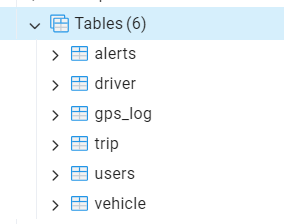 Tables (6)
alerts
driver
gps_log
trip
users
vehicle